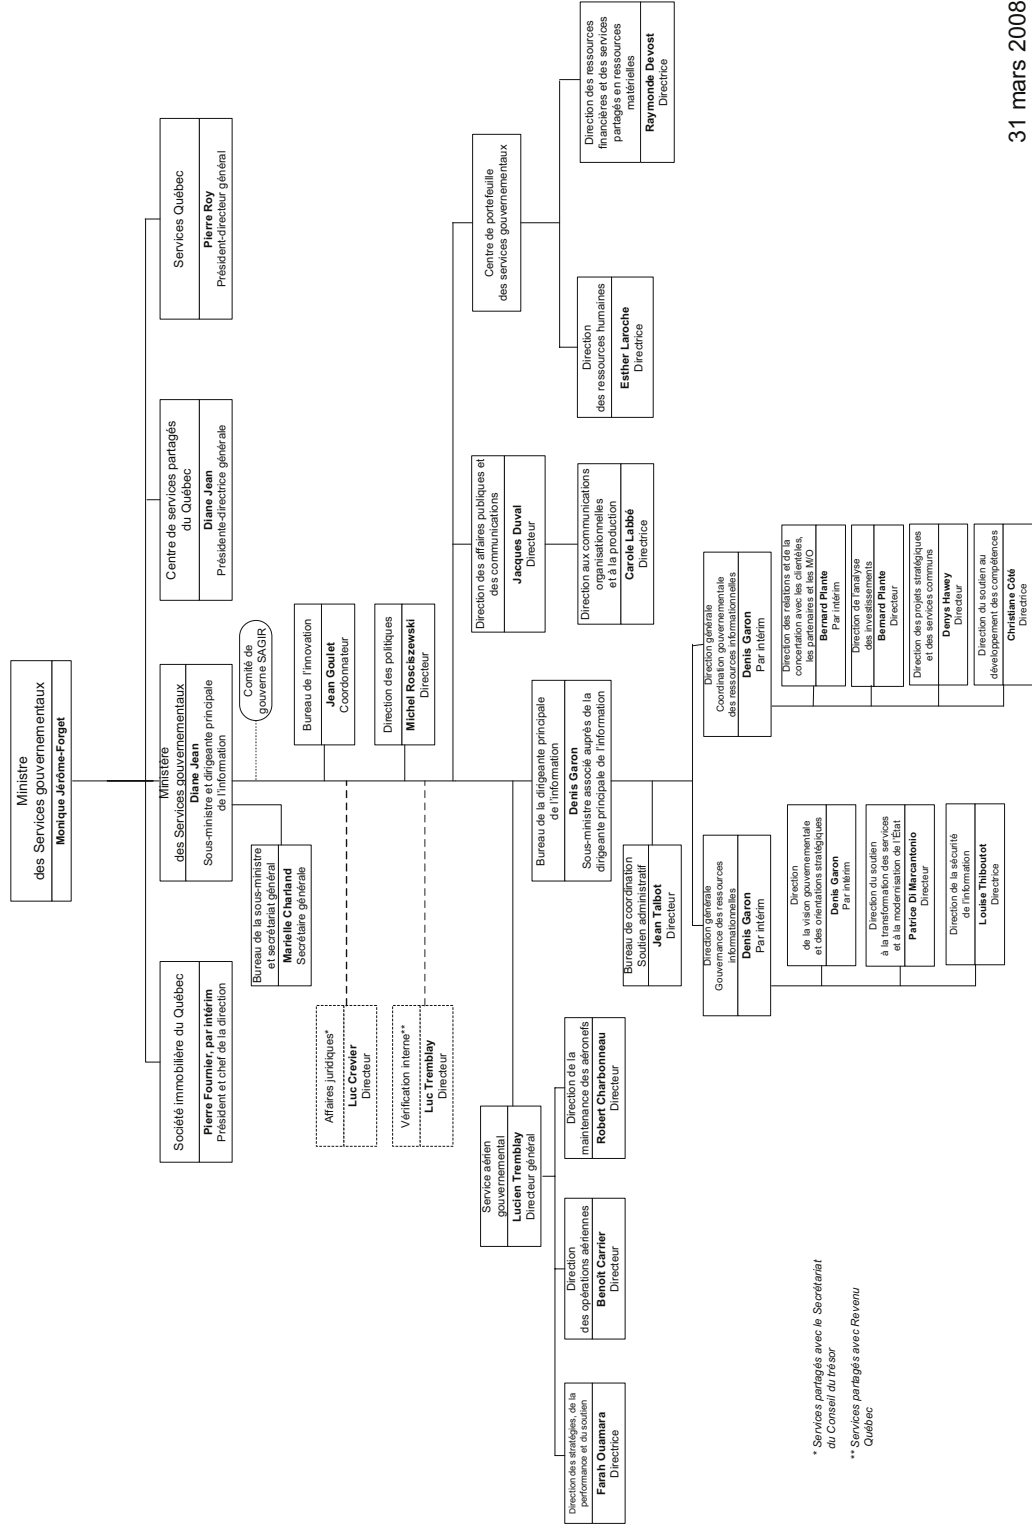 Ministre
des Services gouvernementaux
Monique Jérôme-Forget
Société immobilière du Québec
Pierre Fournier, par intérim
Président et chef de la direction
Ministère
des Services gouvernementaux
Diane Jean
Sous-ministre et dirigeante principale
de l'information
Centre de services partagés
du Québec
Diane Jean
Présidente-directrice générale
Services Québec
Pierre Roy
Président-directeur général
Comité de
gouverne SAGIR
Bureau de la sous-ministre
et secrétariat général
Marielle Charland
Secrétaire générale
Bureau de l'innovation
Jean Goulet
Coordonnateur
Affaires juridiques*
Luc Crevier
Directeur
Direction des politiques
Michel Rosciszewski
Directeur
Vérification interne**
Luc Tremblay
Directeur
Service aérien
gouvernemental
Lucien Tremblay
Directeur général
Direction des affaires publiques et
des communications
Jacques Duval
Directeur
Centre de portefeuille
des services gouvernementaux
Bureau de la dirigeante principale
de l'information
Denis Garon
Sous-ministre associé auprès de la
dirigeante principale de l'information
Direction des stratégies, de la
performance et du soutien
Farah Ouamara
Directrice
Direction
des opérations aériennes
Benoît Carrier
Directeur
Direction de la
maintenance des aéronefs
Robert Charbonneau
Directeur
Direction aux communications
organisationnelles
et à la production
Carole Labbé
Directrice
Direction
des ressources humaines
Esther Laroche
Directrice
Direction des ressources
financières et des services
partagés en ressources
matérielles
Raymonde Devost
Directrice
Bureau de coordination
Soutien administratif
Jean Talbot
Directeur
Direction générale
Gouvernance des ressources
informationnelles
Denis Garon
Par intérim
Direction générale
Coordination gouvernementale
des ressources informationnelles
Denis Garon
Par intérim
Direction
de la vision gouvernementale
et des orientations stratégiques
Denis Garon
Par intérim
Direction du soutien
à la transformation des services
et à la modernisation de l'État
Patrice Di Marcantonio
Directeur
Direction de la sécurité
de l'information
Louise Thiboutot
Directrice
Direction des relations et de la
concertation avec les clientèles,
les partenaires et les M/O
Bernard Plante
Par intérim
Direction de l'analyse
des investissements
Bernard Plante
Directeur
Direction des projets stratégiques
et des services communs
Denys Hawey
Directeur
Direction du soutien au
développement des compétences
Christiane Côté
Directrice
* Services partagés avec le Secrétariat
du Conseil du trésor
** Services partagés avec Revenu
Québec
31 mars 2008